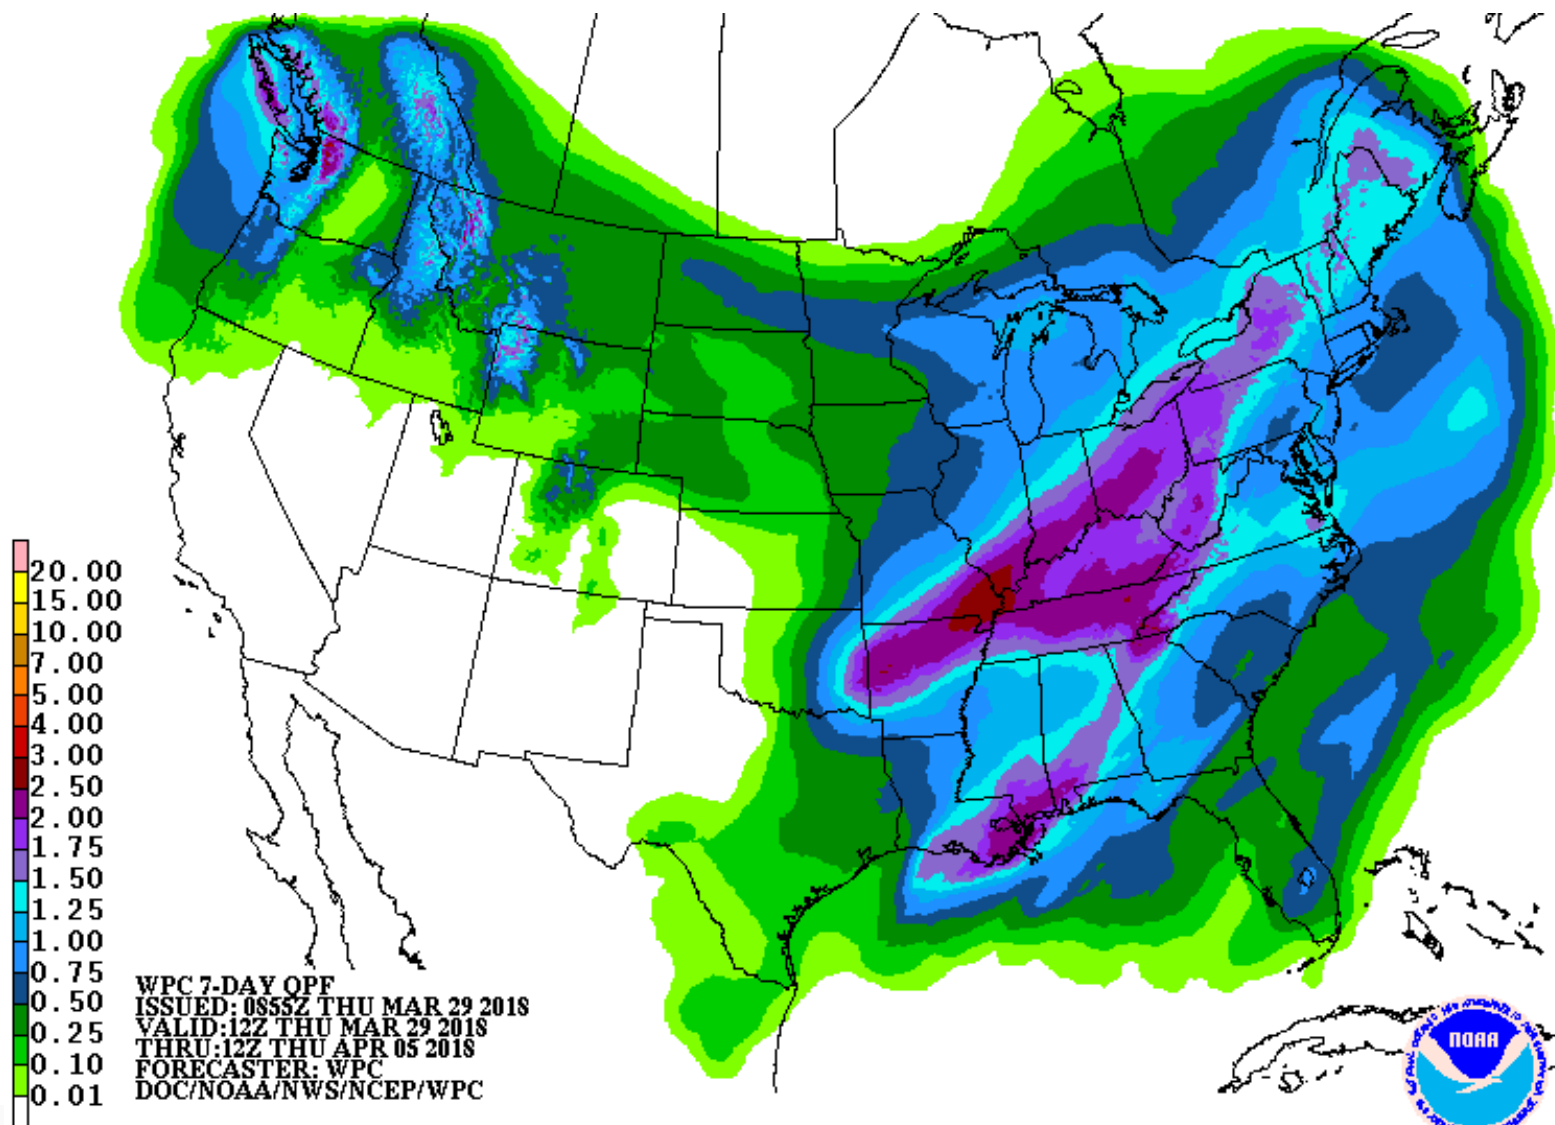 20.00
15.00
10.00
7.00
5.00
4.00
3.00
2.50
2.00
1.75
1.50
1.25
1.00
0.75
0.50
0.25
0.10
0.01
WPC 7-DAY QPF
ISSUED: 0855Z THU MAR 29 2018
VALID:12Z THU MAR 29 2018
THRU:12Z THU APR 05 2018
FORECASTER: WPC
DOC/NOAA/NWS/NCEP/WPC
NOAA